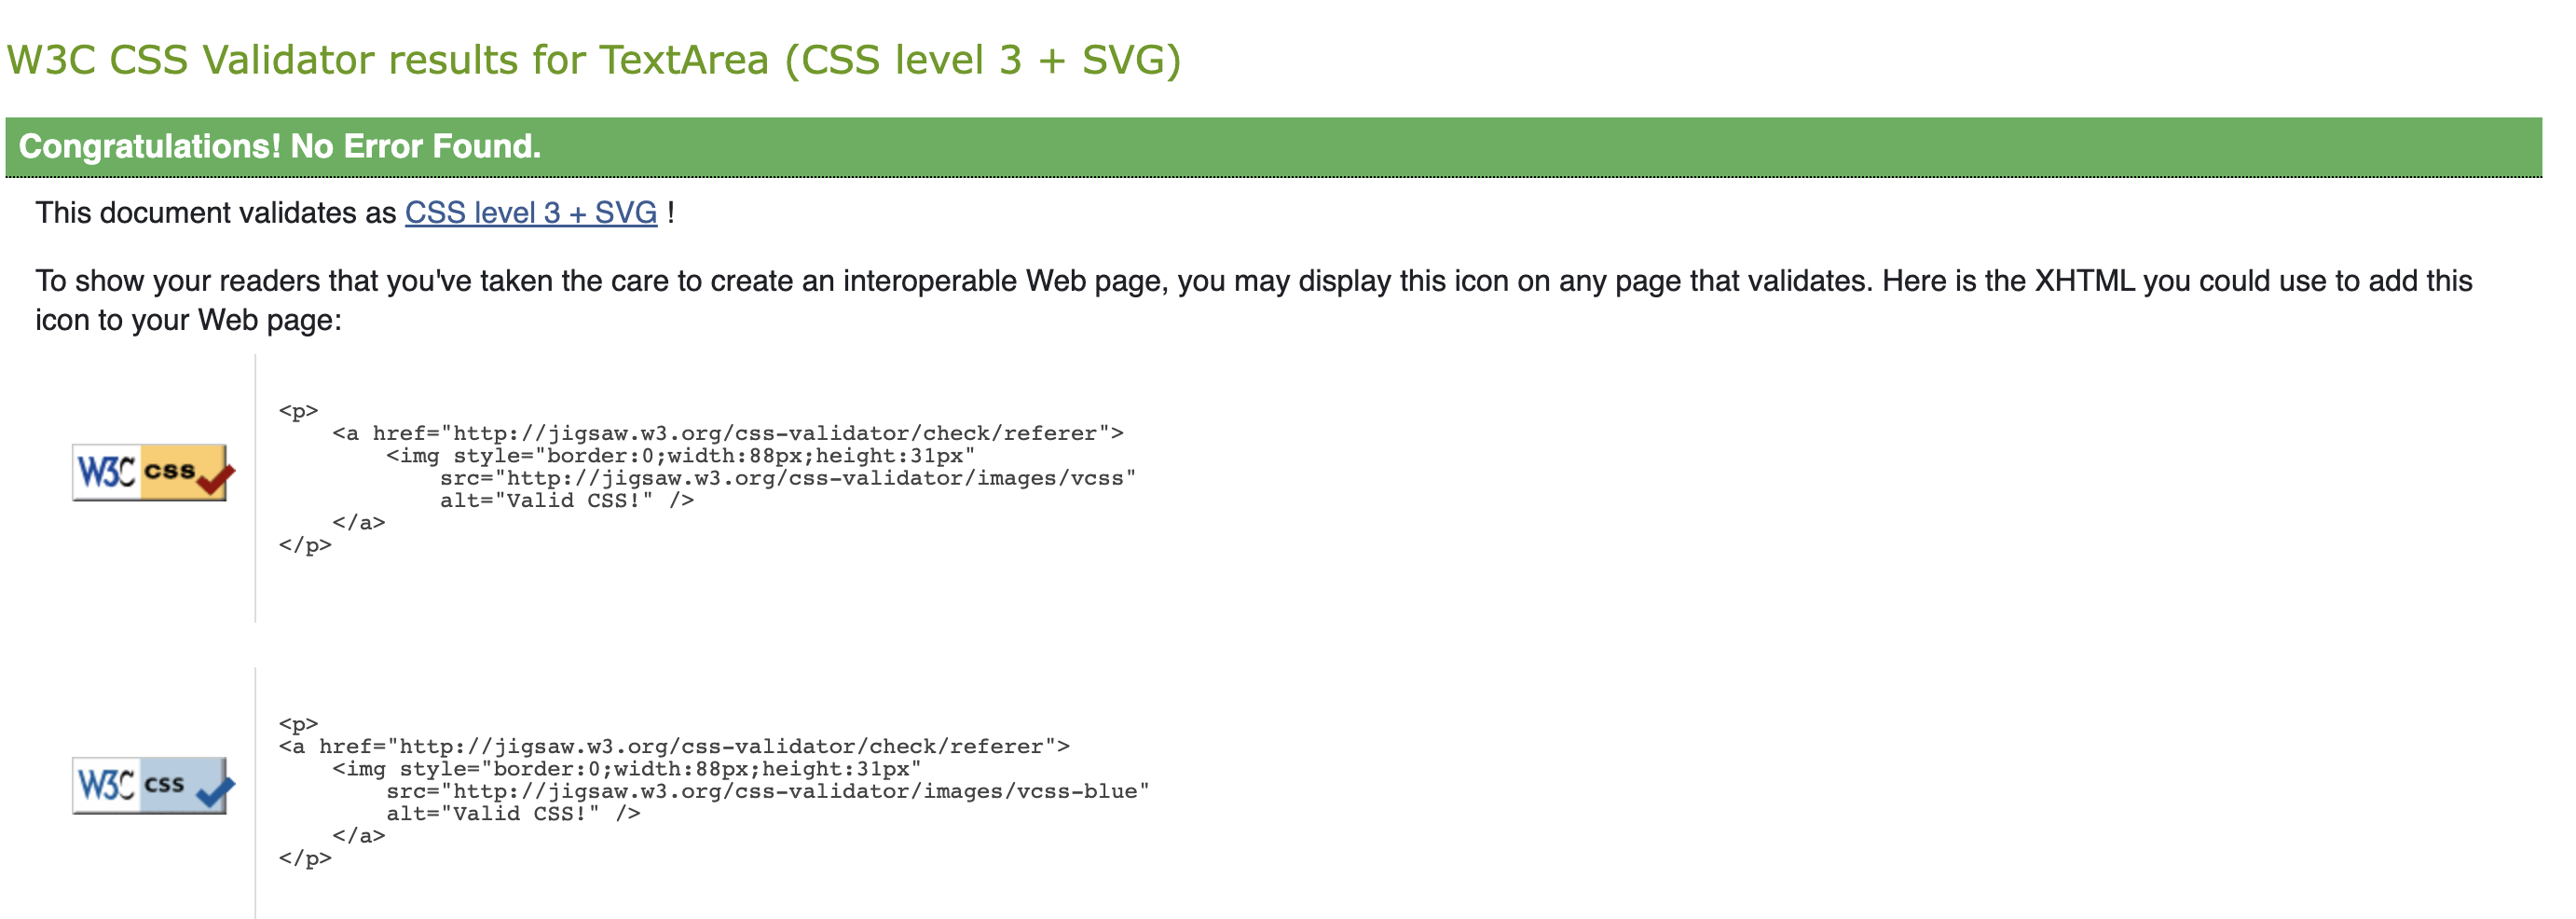 W3C CSS Validator results for TextArea (CSS level 3 + SVG)
Congratulations! No Error Found.
This document validates as CSS level 3 + SVG !
To show your readers that you've taken the care to create an interoperable Web page, you may display this icon on any page that validates. Here is the XHTML you could use to add this
icon to your Web page:
W3C css
<p>
    <a href="http://jigsaw.w3.org/css-validator/check/referer">
        <img style="border:0;width:88px;height:31px"
            src="http://jigsaw.w3.org/css-validator/images/vcss"
            alt="Valid CSS!" />
    </a>
</p>
W3C css
<p>
<a href="http://jigsaw.w3.org/css-validator/check/referer">
    <img style="border:0;width:88px;height:31px"
        src="http://jigsaw.w3.org/css-validator/images/vcss-blue"
        alt="Valid CSS!" />
    </a>
</p>